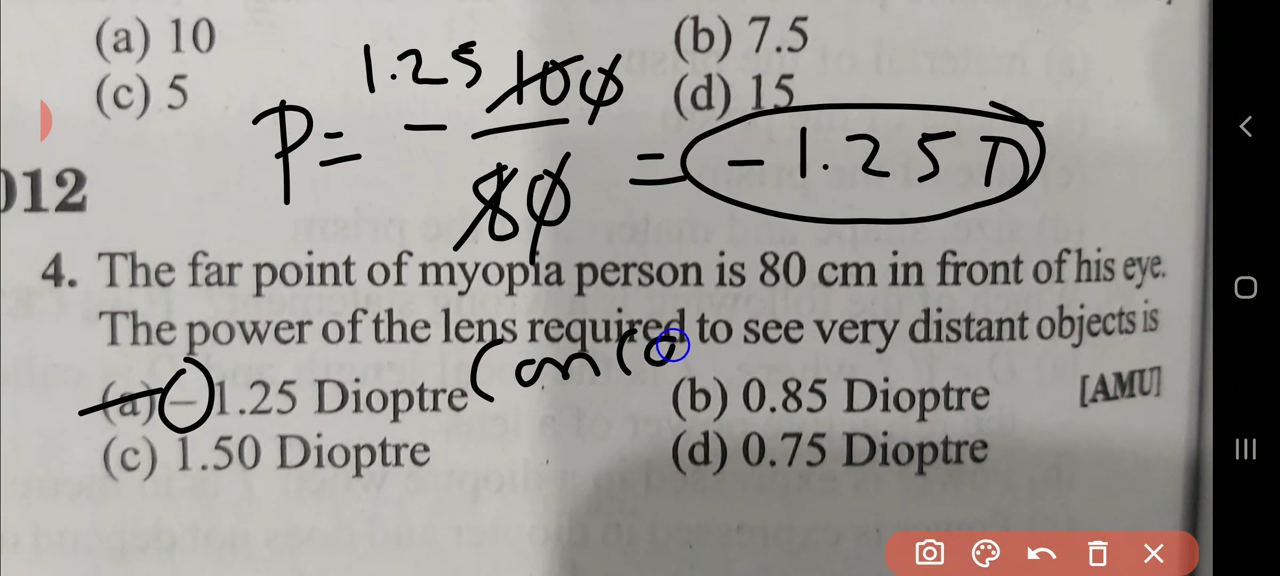 (a) 10 (b) 7.5
(c) 5 (d) 15
P = - 1.25 100 / 80 = -1.25 D
012
4. The far point of myopia person is 80 cm in front of his eye.
The power of the lens required to see very distant objects is
(a) – 1.25 Dioptre (b) 0.85 Dioptre [AMU]
(c) 1.50 Dioptre (d) 0.75 Dioptre